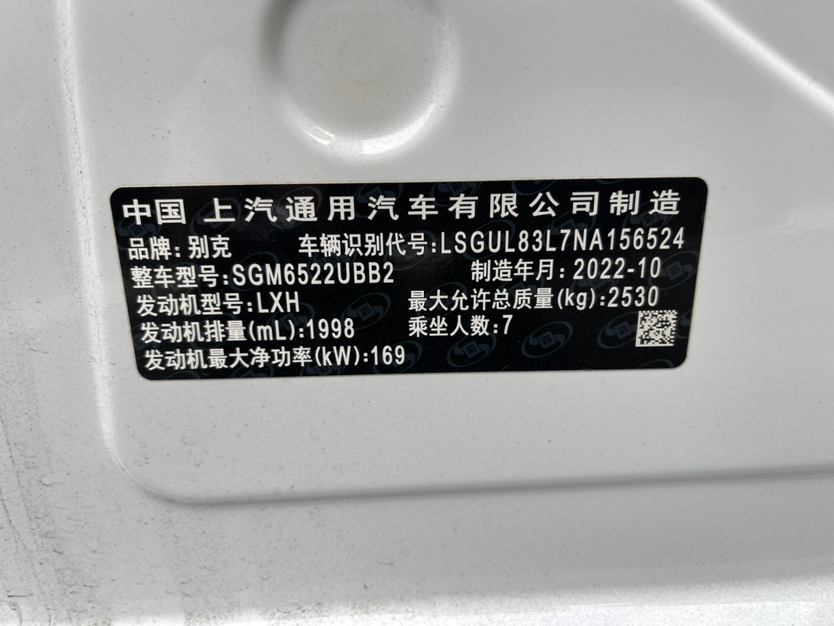 中国 上汽通用汽车有限公司制造
品牌:别克 车辆识别代号:LSGUL83L7NA156524
整车型号:SGM6522UBB2 制造年月:2022-10
发动机型号:LXH 最大允许总质量(kg):2530
发动机排量(mL):1998 乘坐人数:7
发动机最大净功率(kW):169